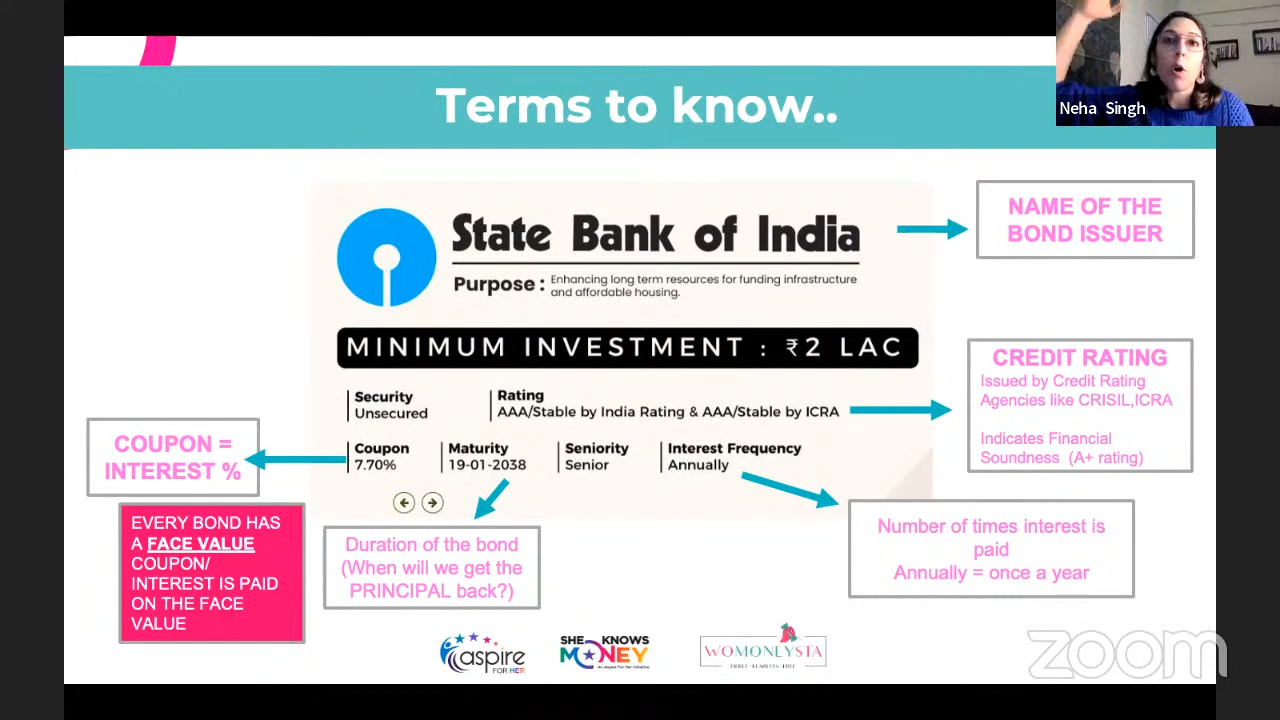 Terms to know..
Neha Singh
State Bank of India
Purpose : Enhancing long term resources for funding infrastructure
and affordable housing.
NAME OF THE
BOND ISSUER
MINIMUM INVESTMENT : ₹2 LAC
Security
Unsecured
Rating
AAA/Stable by India Rating & AAA/Stable by ICRA
CREDIT RATING
Issued by Credit Rating
Agencies like CRISIL,ICRA
Indicates Financial
Soundness (A+ rating)
COUPON =
INTEREST %
Coupon
7.70%
Maturity
19-01-2038
Seniority
Senior
Interest Frequency
Annually
EVERY BOND HAS
A FACE VALUE
COUPON/
INTEREST IS PAID
ON THE FACE
VALUE
Duration of the bond
(When will we get the
PRINCIPAL back?)
Number of times interest is
paid
Annually = once a year
aspire
FOR HER
SHE KNOWS
MONEY
An Aspire For Her Initiative
WOMONEYSTA
zoom